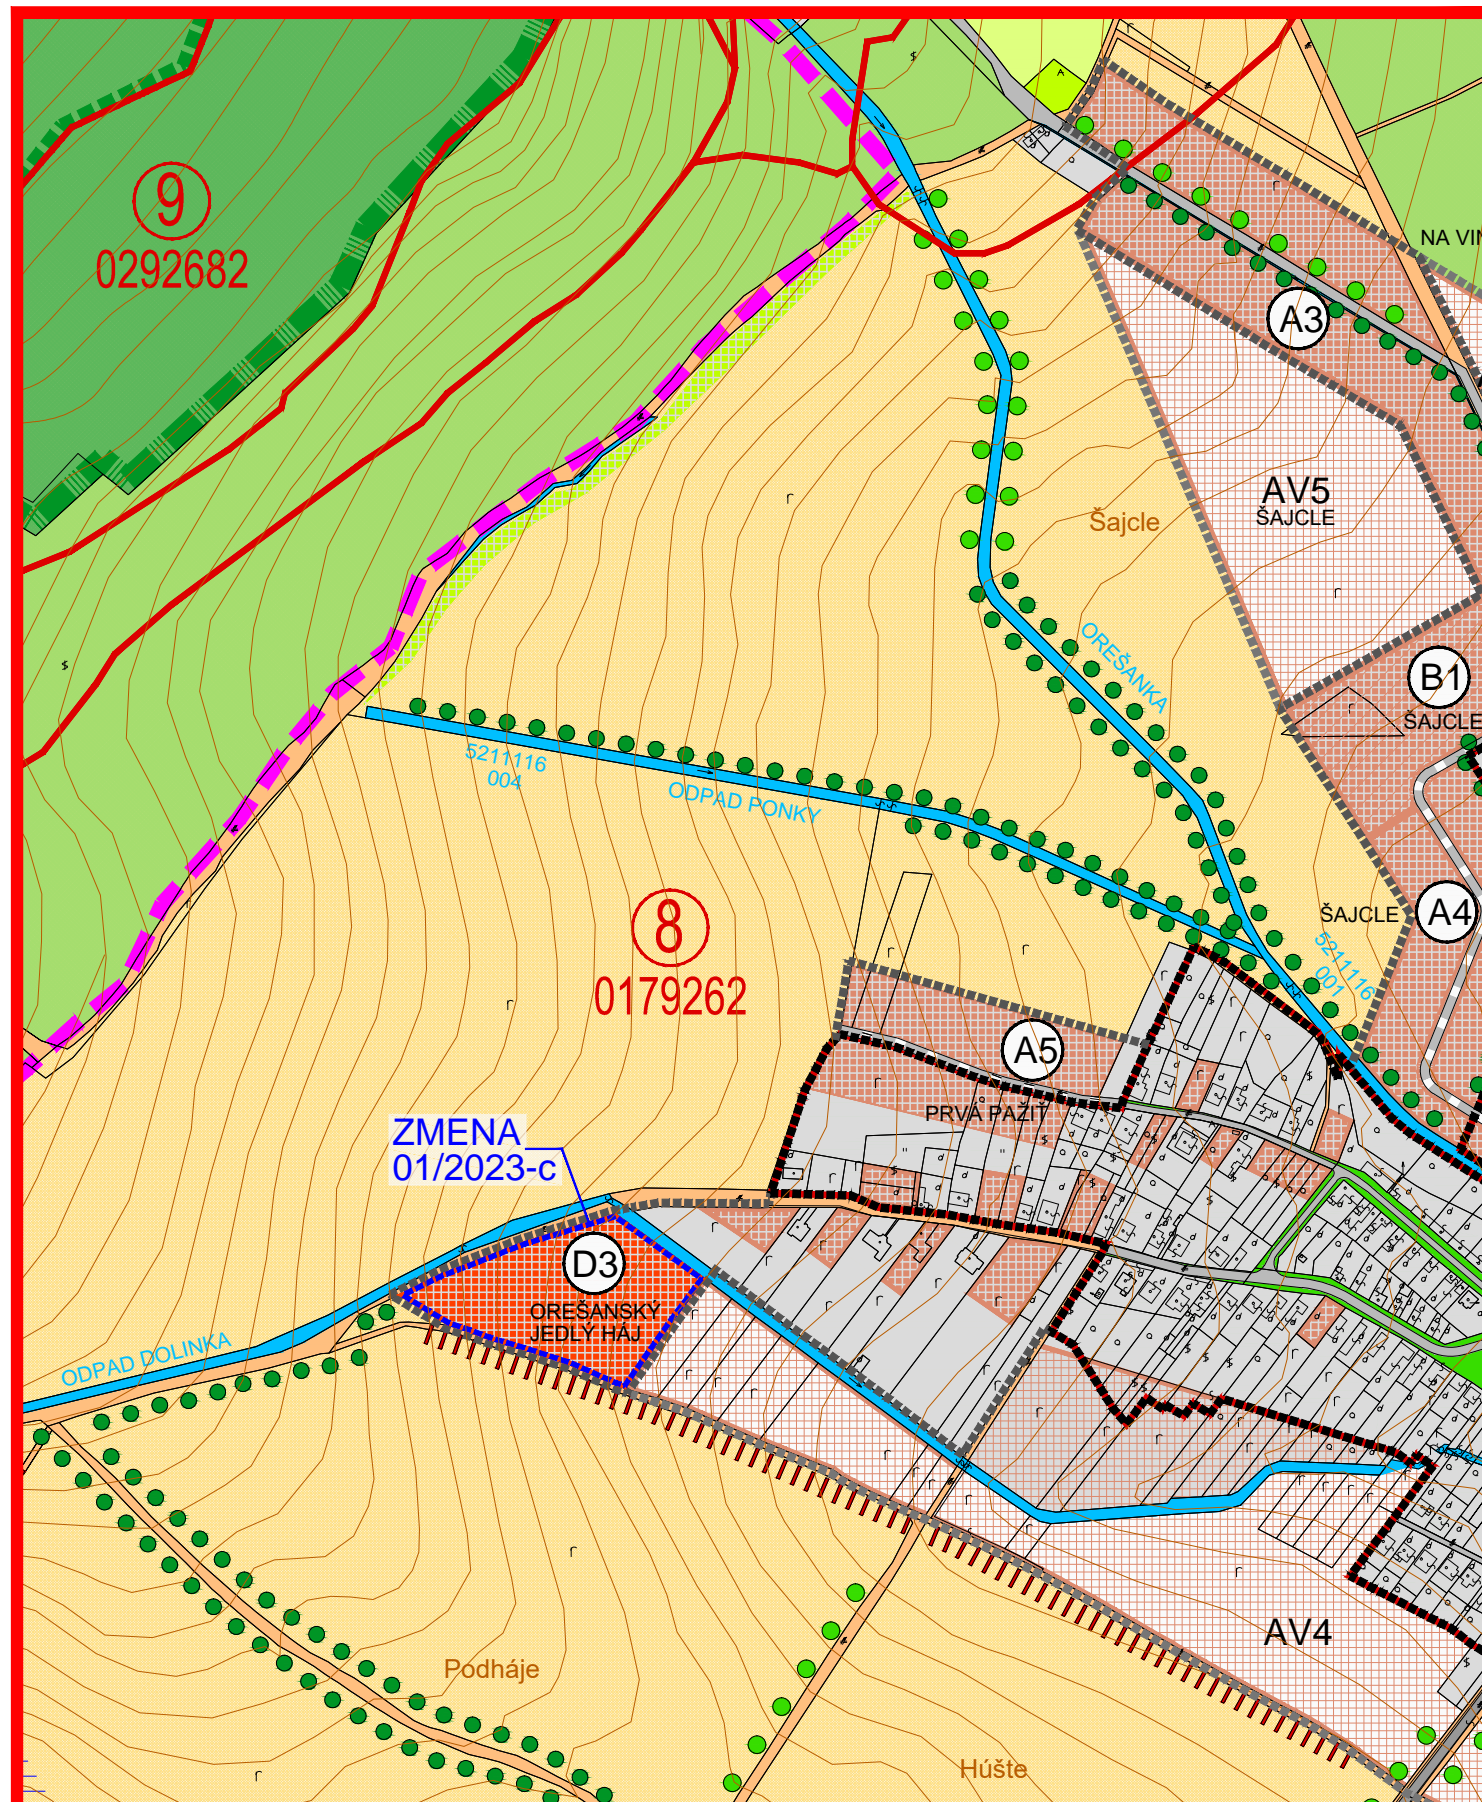 9
0292682
NA VIN
A3
AV5
ŠAJCLE
Šajcle
OREŠANKA
B1
ŠAJCLE
5211116
004
ODPAD PONKY
8
0179262
ŠAJCLE
A4
5211116
001
A5
PRVÁ PAŽIŤ
ZMENA
01/2023-c
D3
OREŠANSKÝ
JEDLÝ HÁJ
ODPAD DOLINKA
AV4
Podháje
Húšte